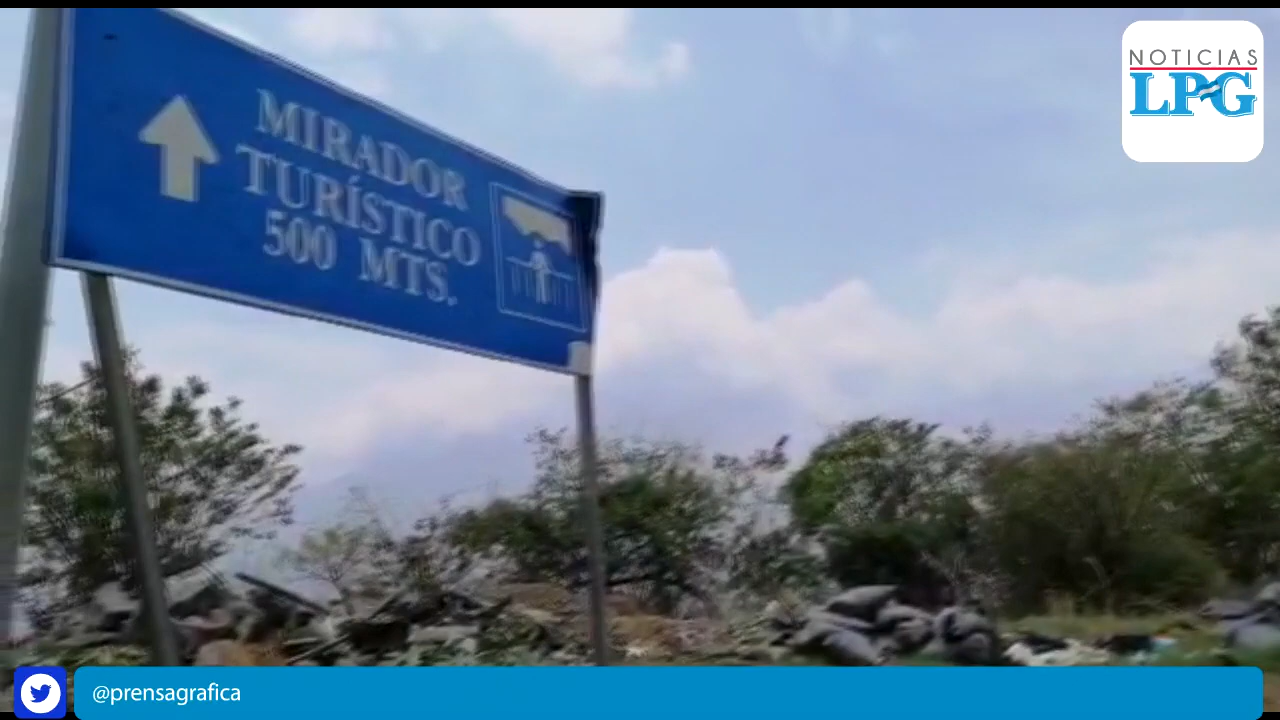 NOTICIAS
LPG
MIRADOR
TURÍSTICO
500 MTS.
@prensagrafica